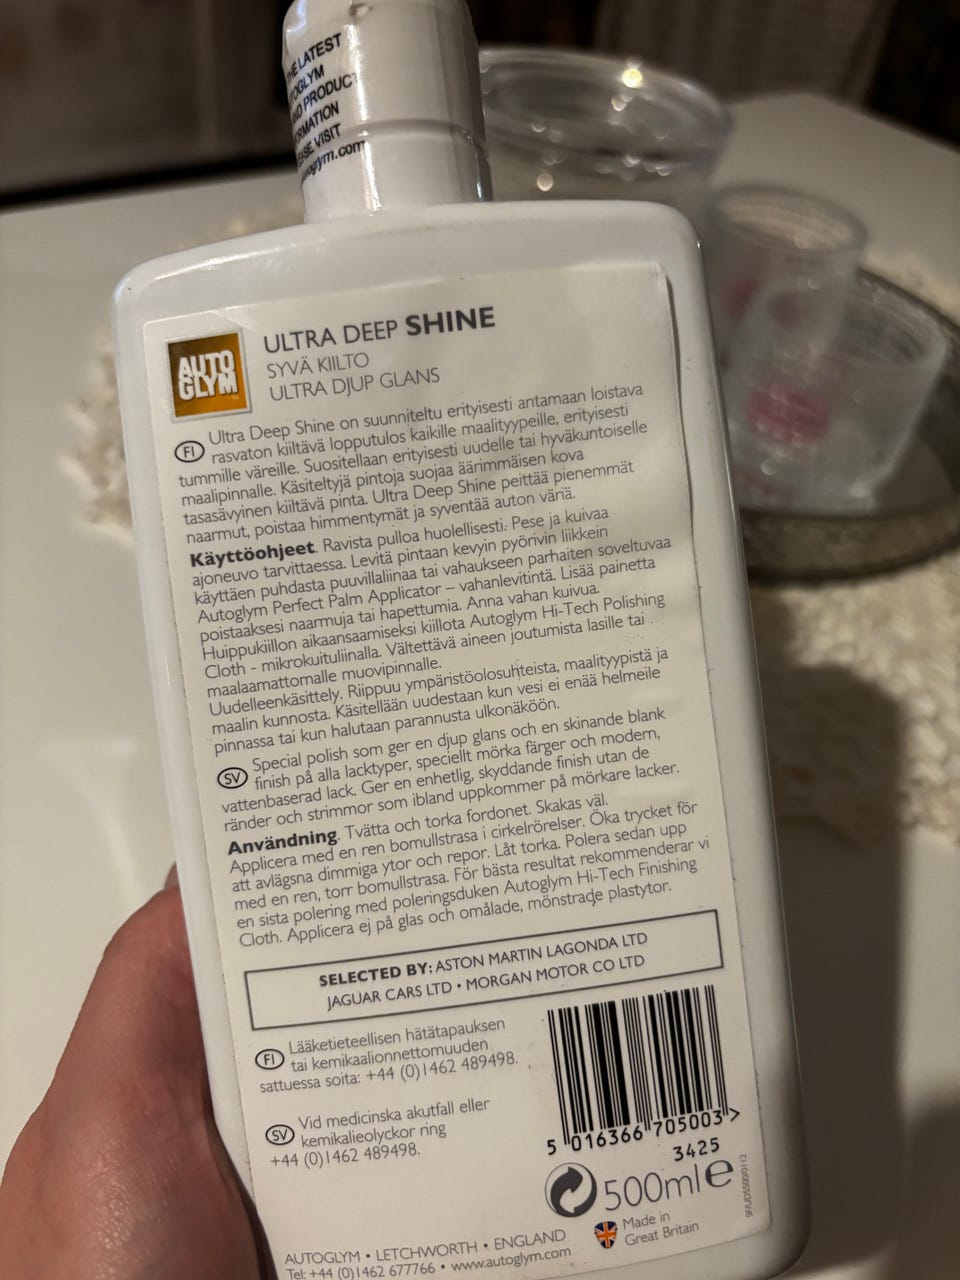 THE LATEST
AUTOGLYM
AND PRODUCT
INFORMATION
PLEASE VISIT
www.autoglym.com
AUTO
GLYM
ULTRA DEEP SHINE
SYVÄ KIILTO
ULTRA DJUP GLANS
FI Ultra Deep Shine on suunniteltu erityisesti antamaan loistava
rasvaton kiiltävä lopputulos kaikille maalityypeille, erityisesti
tummille väreille. Suositellaan erityisesti uudelle tai hyväkuntoiselle
maalipinnalle. Käsiteltyjä pintoja suojaa äärimmäisen kova
tasasävyinen kiiltävä pinta. Ultra Deep Shine peittää pienemmät
naarmut, poistaa himmentymät ja syventää auton väriä.
Käyttöohjeet. Ravista pulloa huolellisesti. Pese ja kuivaa
ajoneuvo tarvittaessa. Levitä pintaan kevyin pyörivin liikkein
käyttäen puhdasta puuvillaliinaa tai vahaukseen parhaiten soveltuvaa
Autoglym Perfect Palm Applicator – vahanlevitintä. Lisää painetta
poistaaksesi naarmuja tai hapettumia. Anna vahan kuivua.
Huippukiillon aikaansaamiseksi kiillota Autoglym Hi-Tech Polishing
Cloth - mikrokuituliinalla. Vältettävä aineen joutumista lasille tai
maalaamattomalle muovipinnalle.
Uudelleenkäsittely. Riippuu ympäristöolosuhteista, maalityypistä ja
maalin kunnosta. Käsitellään uudestaan kun vesi ei enää helmeile
pinnassa tai kun halutaan parannusta ulkonäköön.
SV Special polish som ger en djup glans och en skinande blank
finish på alla lacktyper, speciellt mörka färger och modern,
vattenbaserad lack. Ger en enhetlig, skyddande finish utan de
ränder och strimmor som ibland uppkommer på mörkare lacker.
Användning. Tvätta och torka fordonet. Skakas väl.
Applicera med en ren bomullstrasa i cirkelrörelser. Öka trycket för
att avlägsna dimmiga ytor och repor. Låt torka. Polera sedan upp
med en ren, torr bomullstrasa. För bästa resultat rekommenderar vi
en sista polering med poleringsduken Autoglym Hi-Tech Finishing
Cloth. Applicera ej på glas och omålade, mönstrade plastytor.
SELECTED BY: ASTON MARTIN LAGONDA LTD
JAGUAR CARS LTD • MORGAN MOTOR CO LTD
FI Lääketieteellisen hätätapauksen
tai kemikaalionnettomuuden
sattuessa soita: +44 (0)1462 489498.
SV Vid medicinska akutfall eller
kemikalieolyckor ring
+44 (0)1462 489498.
5 016366 705003 >
3425
500ml e
Made in
Great Britain
AUTOGLYM • LETCHWORTH • ENGLAND
Tel: +44 (0)1462 677766 • www.autoglym.com